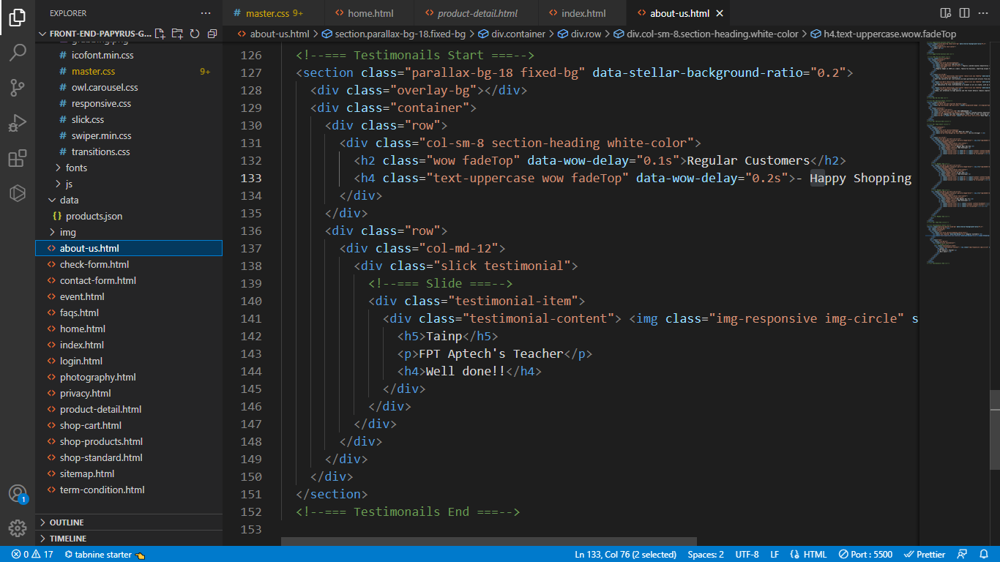 EXPLORER
master.css 9+
home.html
product-detail.html
index.html
about-us.html
FRONT-END-PAPYRUS-G...
about-us.html > section.parallax-bg-18.fixed-bg > div.container > div.row > div.col-sm-8.section-heading.white-color > h4.text-uppercase.wow.fadeTop
# icofont.min.css
# master.css 9+
# owl.carousel.css
# responsive.css
# slick.css
# swiper.min.css
# transitions.css
> fonts
> js
data
{} products.json
> img
<> about-us.html
<> check-form.html
<> contact-form.html
<> event.html
<> faqs.html
<> home.html
<> index.html
<> login.html
<> photography.html
<> privacy.html
<> product-detail.html
<> shop-cart.html
<> shop-products.html
<> shop-standard.html
<> sitemap.html
<> term-condition.html
> OUTLINE
> TIMELINE
126 <!--=== Testimonails Start ===-->
127 <section class="parallax-bg-18 fixed-bg" data-stellar-background-ratio="0.2">
128 <div class="overlay-bg"></div>
129 <div class="container">
130 <div class="row">
131 <div class="col-sm-8 section-heading white-color">
132 <h2 class="wow fadeTop" data-wow-delay="0.1s">Regular Customers</h2>
133 <h4 class="text-uppercase wow fadeTop" data-wow-delay="0.2s">- Happy Shopping
134 </div>
135 </div>
136 <div class="row">
137 <div class="col-md-12">
138 <div class="slick testimonial">
139 <!--=== Slide ===-->
140 <div class="testimonial-item">
141 <div class="testimonial-content"> <img class="img-responsive img-circle" s
142 <h5>Tainp</h5>
143 <p>FPT Aptech's Teacher</p>
144 <h4>Well done!!</h4>
145 </div>
146 </div>
147 </div>
148 </div>
149 </div>
150 </div>
151 </section>
152 <!--=== Testimonails End ===-->
153
1
0 17 tabnine starter Ln 133, Col 76 (2 selected) Spaces: 2 UTF-8 LF {} HTML Port : 5500 Prettier